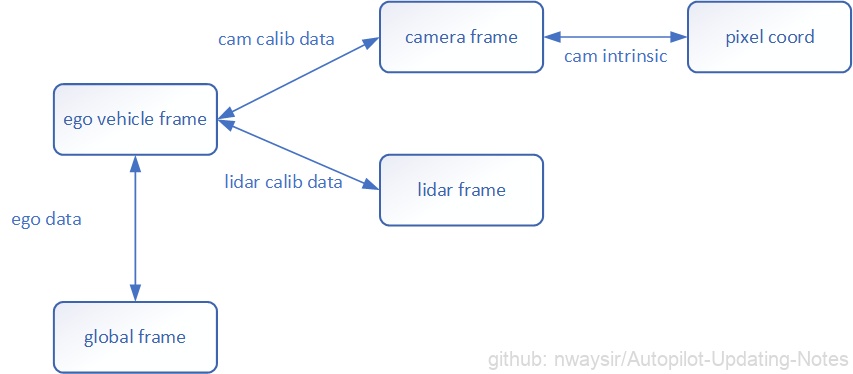 cam calib data
camera frame
cam intrinsic
pixel coord
ego vehicle frame
lidar calib data
lidar frame
ego data
global frame
github: nwaysir/Autopilot-Updating-Notes